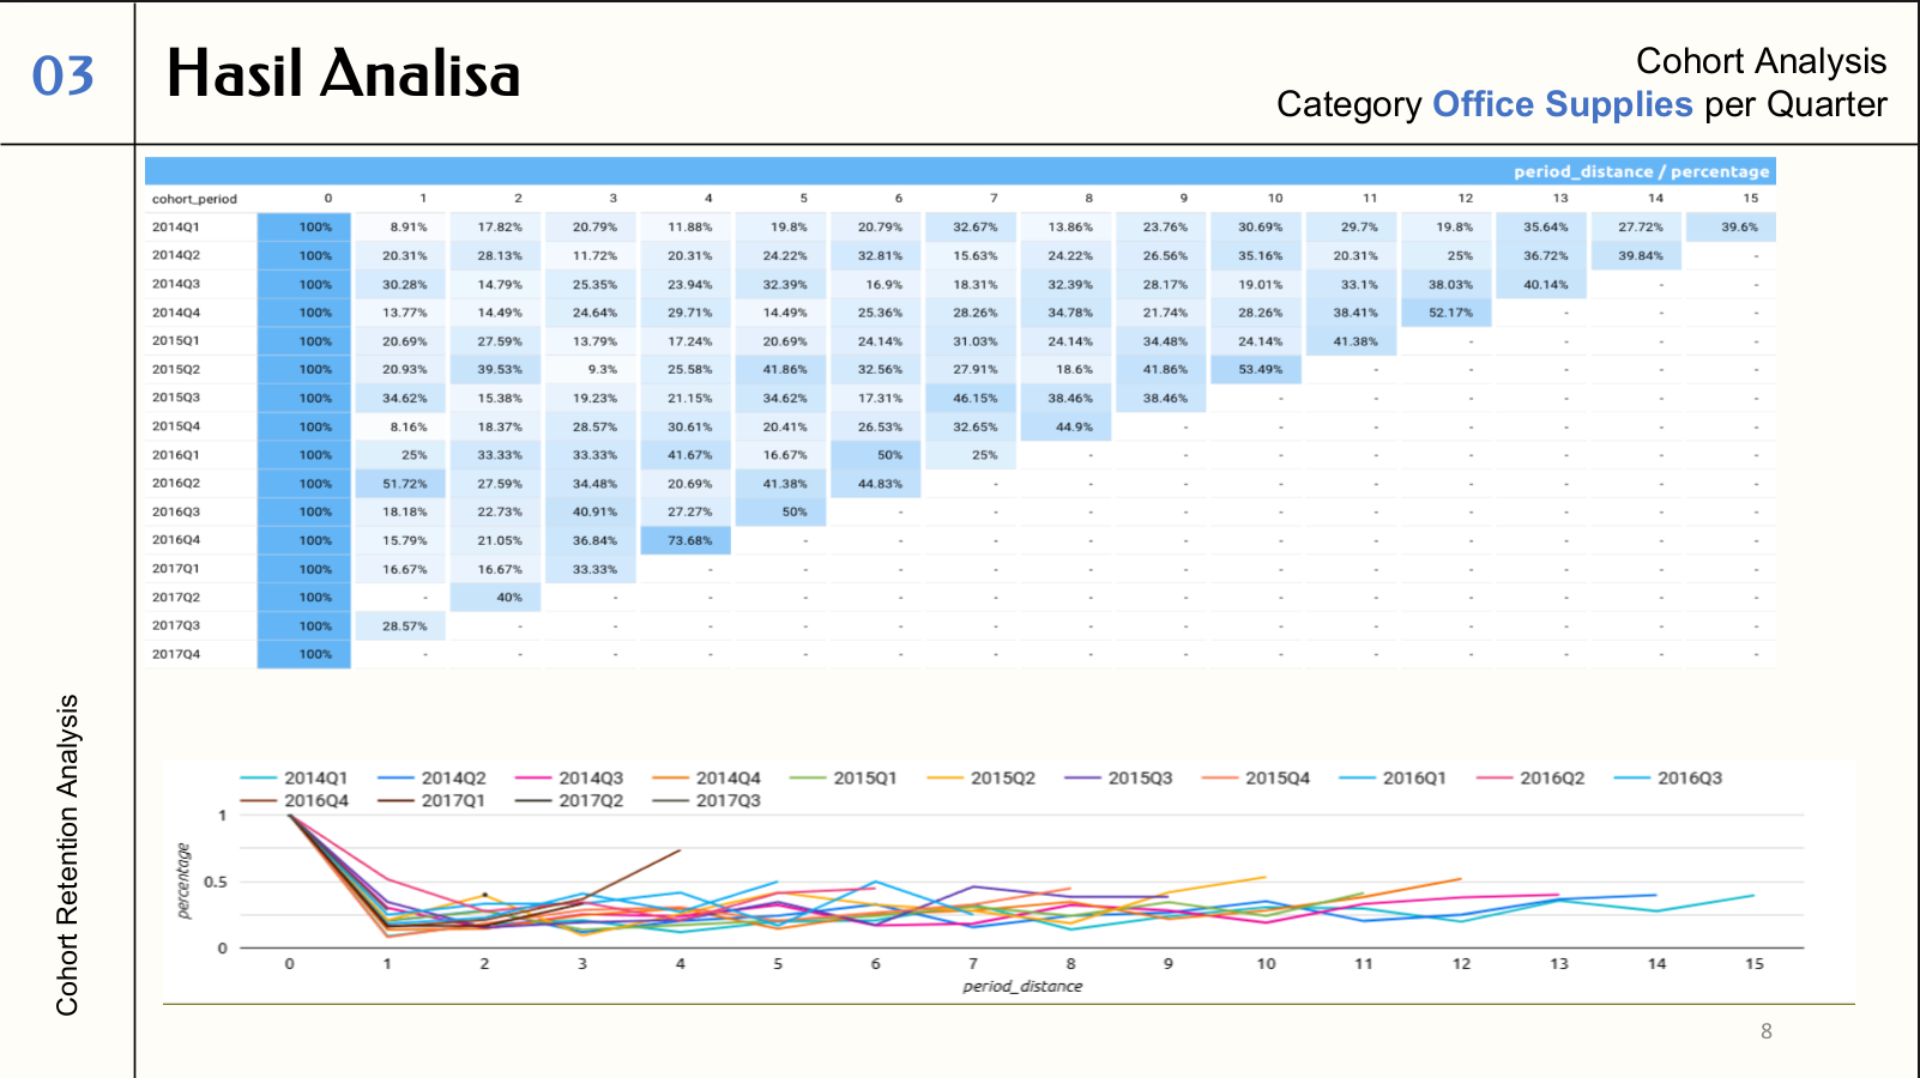 03
Hasil Analisa
Cohort Analysis
Category Office Supplies per Quarter
Cohort Retention Analysis
period_distance / percentage
cohort_period 0 1 2 3 4 5 6 7 8 9 10 11 12 13 14 15
2014Q1 100% 8.91% 17.82% 20.79% 11.88% 19.8% 20.79% 32.67% 13.86% 23.76% 30.69% 29.7% 19.8% 35.64% 27.72% 39.6%
2014Q2 100% 20.31% 28.13% 11.72% 20.31% 24.22% 32.81% 15.63% 24.22% 26.56% 35.16% 20.31% 25% 36.72% 39.84% -
2014Q3 100% 30.28% 14.79% 25.35% 23.94% 32.39% 16.9% 18.31% 32.39% 28.17% 19.01% 33.1% 38.03% 40.14% - -
2014Q4 100% 13.77% 14.49% 24.64% 29.71% 14.49% 25.36% 28.26% 34.78% 21.74% 28.26% 38.41% 52.17% - - -
2015Q1 100% 20.69% 27.59% 13.79% 17.24% 20.69% 24.14% 31.03% 24.14% 34.48% 24.14% 41.38% - - - -
2015Q2 100% 20.93% 39.53% 9.3% 25.58% 41.86% 32.56% 27.91% 18.6% 41.86% 53.49% - - - - -
2015Q3 100% 34.62% 15.38% 19.23% 21.15% 34.62% 17.31% 46.15% 38.46% 38.46% - - - - - -
2015Q4 100% 8.16% 18.37% 28.57% 30.61% 20.41% 26.53% 32.65% 44.9% - - - - - - -
2016Q1 100% 25% 33.33% 33.33% 41.67% 16.67% 50% 25% - - - - - - - -
2016Q2 100% 51.72% 27.59% 34.48% 20.69% 41.38% 44.83% - - - - - - - - -
2016Q3 100% 18.18% 22.73% 40.91% 27.27% 50% - - - - - - - - - -
2016Q4 100% 15.79% 21.05% 36.84% 73.68% - - - - - - - - - - -
2017Q1 100% 16.67% 16.67% 33.33% - - - - - - - - - - - -
2017Q2 100% - 40% - - - - - - - - - - - - -
2017Q3 100% 28.57% - - - - - - - - - - - - - -
2017Q4 100% - - - - - - - - - - - - - - -
2014Q1 2014Q2 2014Q3 2014Q4 2015Q1 2015Q2 2015Q3 2015Q4 2016Q1 2016Q2 2016Q3
2016Q4 2017Q1 2017Q2 2017Q3
percentage
1
0.5
0
0 1 2 3 4 5 6 7 8 9 10 11 12 13 14 15
period_distance
8